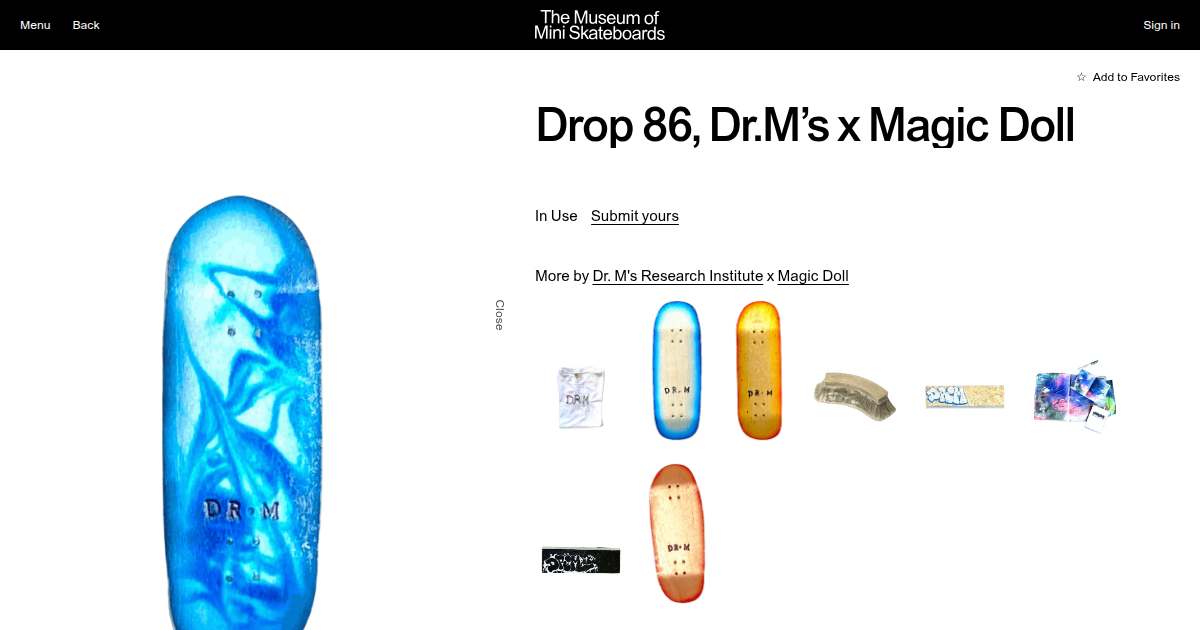 Menu
Back
The Museum of
Mini Skateboards
Sign in
☆ Add to Favorites
Drop 86, Dr.M’s x Magic Doll
In Use Submit yours
More by Dr. M's Research Institute x Magic Doll
Close
DR•M
DRM
DR•M
DR•M
DR•M